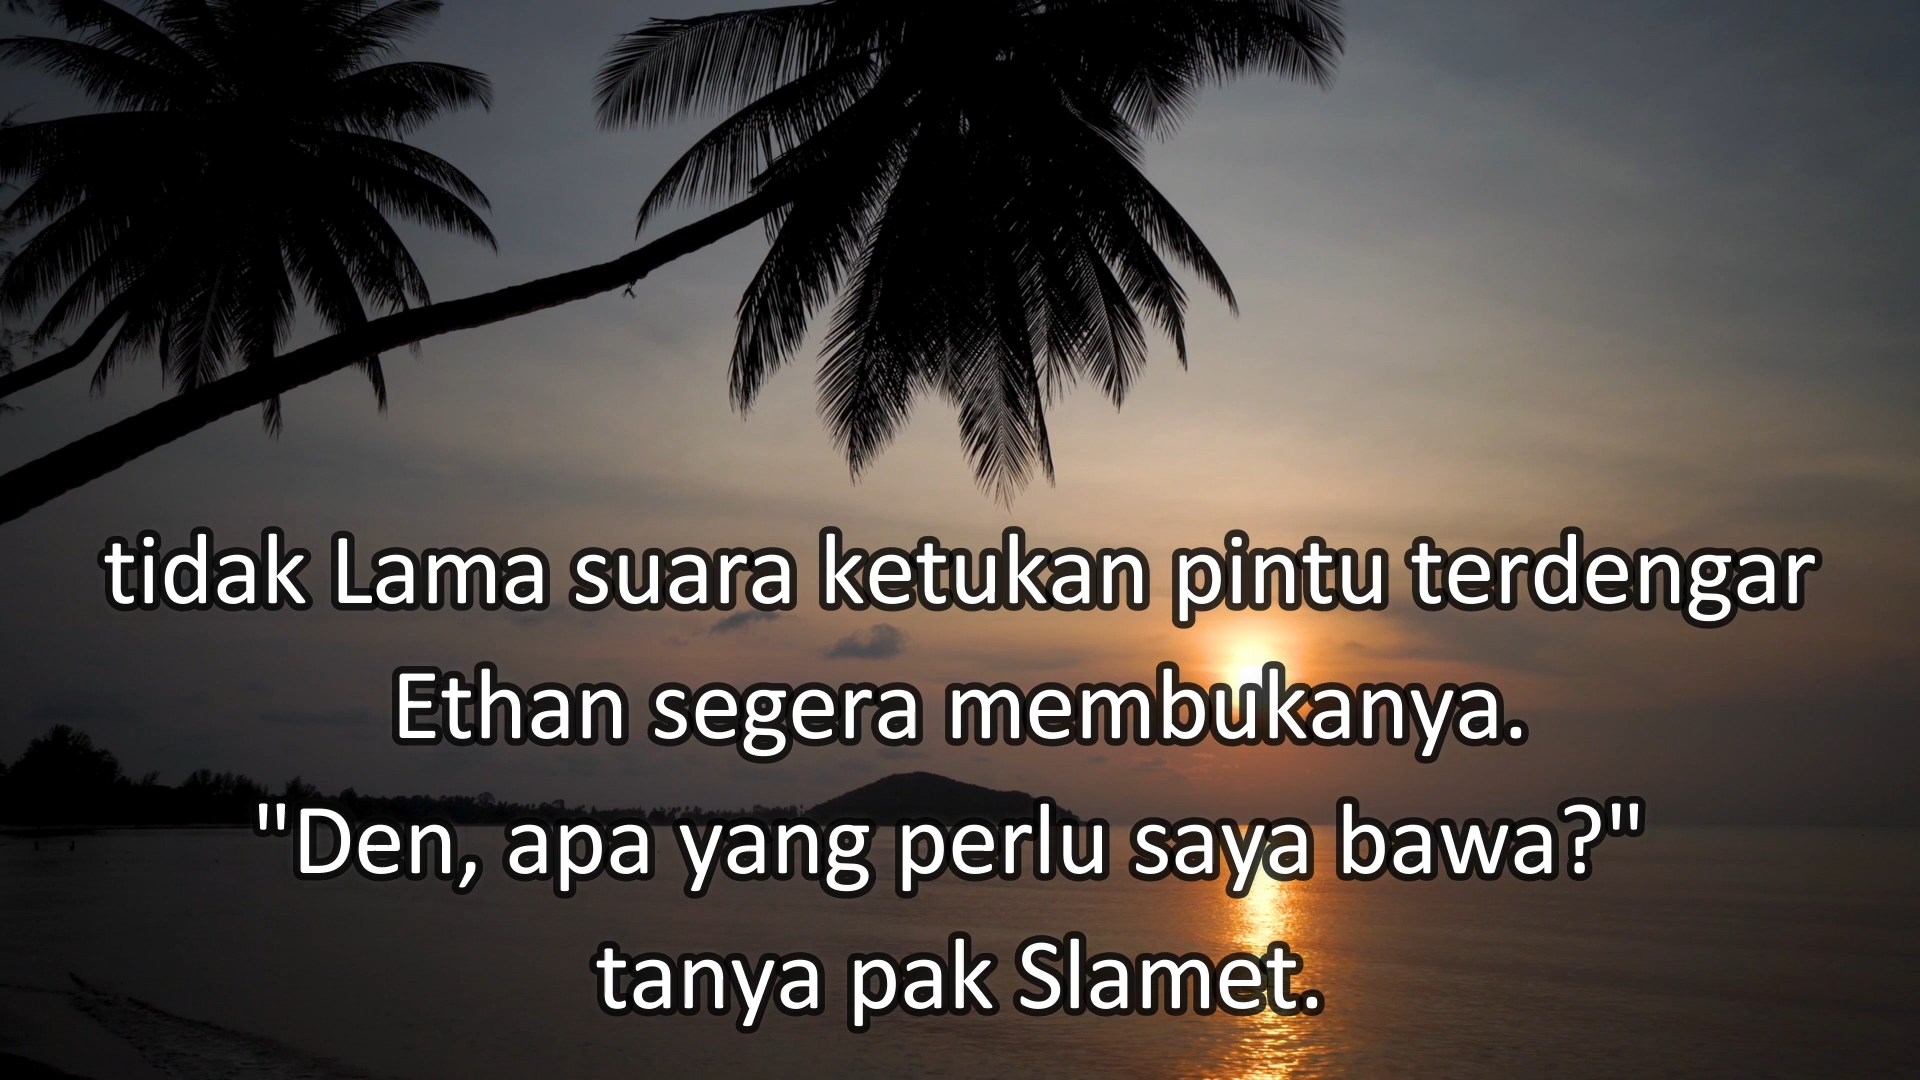 tidak Lama suara ketukan pintu terdengar
Ethan segera membukanya.
"Den, apa yang perlu saya bawa?"
tanya pak Slamet.